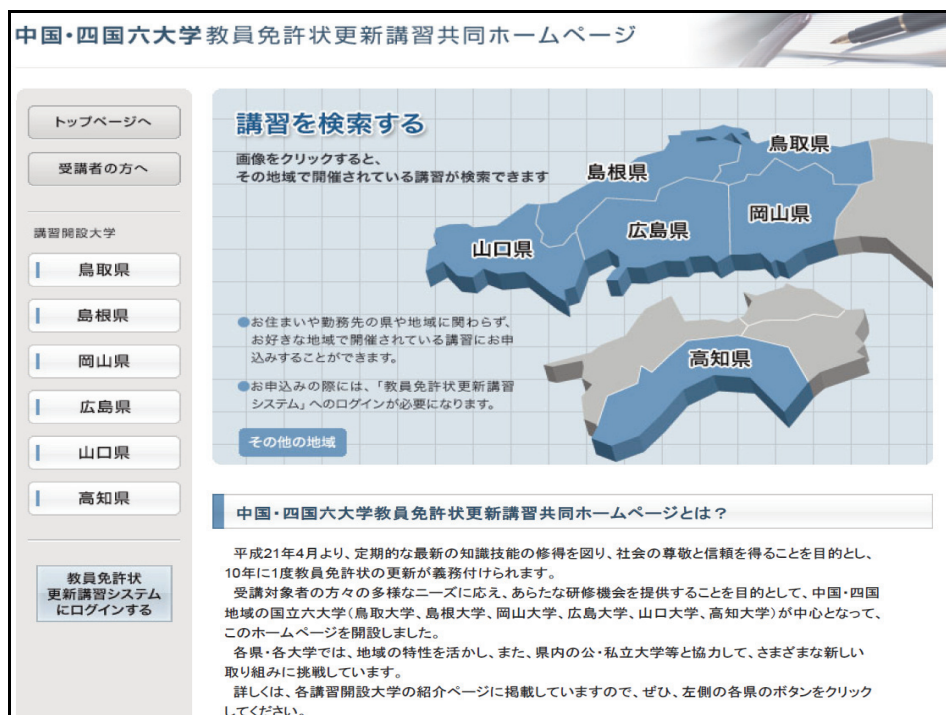 中国・四国六大学教員免許状更新講習共同ホームページ
トップページへ
受講者の方へ
講習開設大学
鳥取県
島根県
岡山県
広島県
山口県
高知県
教員免許状
更新講習システム
にログインする
講習を検索する
画像をクリックすると、
その地域で開催されている講習が検索できます
鳥取県
島根県
岡山県
広島県
山口県
高知県
●お住まいや勤務先の県や地域に関わらず、
お好きな地域で開催されている講習にお申
込みすることができます。
●お申込みの際には、「教員免許状更新講習
システム」へのログインが必要になります。
その他の地域
中国・四国六大学教員免許状更新講習共同ホームページとは？
平成21年4月より、定期的な最新の知識技能の修得を図り、社会の尊敬と信頼を得ることを目的とし、
10年に1度教員免許状の更新が義務付けられます。
受講対象者の方々の多様なニーズに応え、あらたな研修機会を提供することを目的として、中国・四国
地域の国立六大学（鳥取大学、島根大学、岡山大学、広島大学、山口大学、高知大学）が中心となって、
このホームページを開設しました。
各県・各大学では、地域の特性を活かし、また、県内の公・私立大学等と協力して、さまざまな新しい
取り組みに挑戦しています。
詳しくは、各講習開設大学の紹介ページに掲載していますので、ぜひ、左側の各県のボタンをクリック
してください。